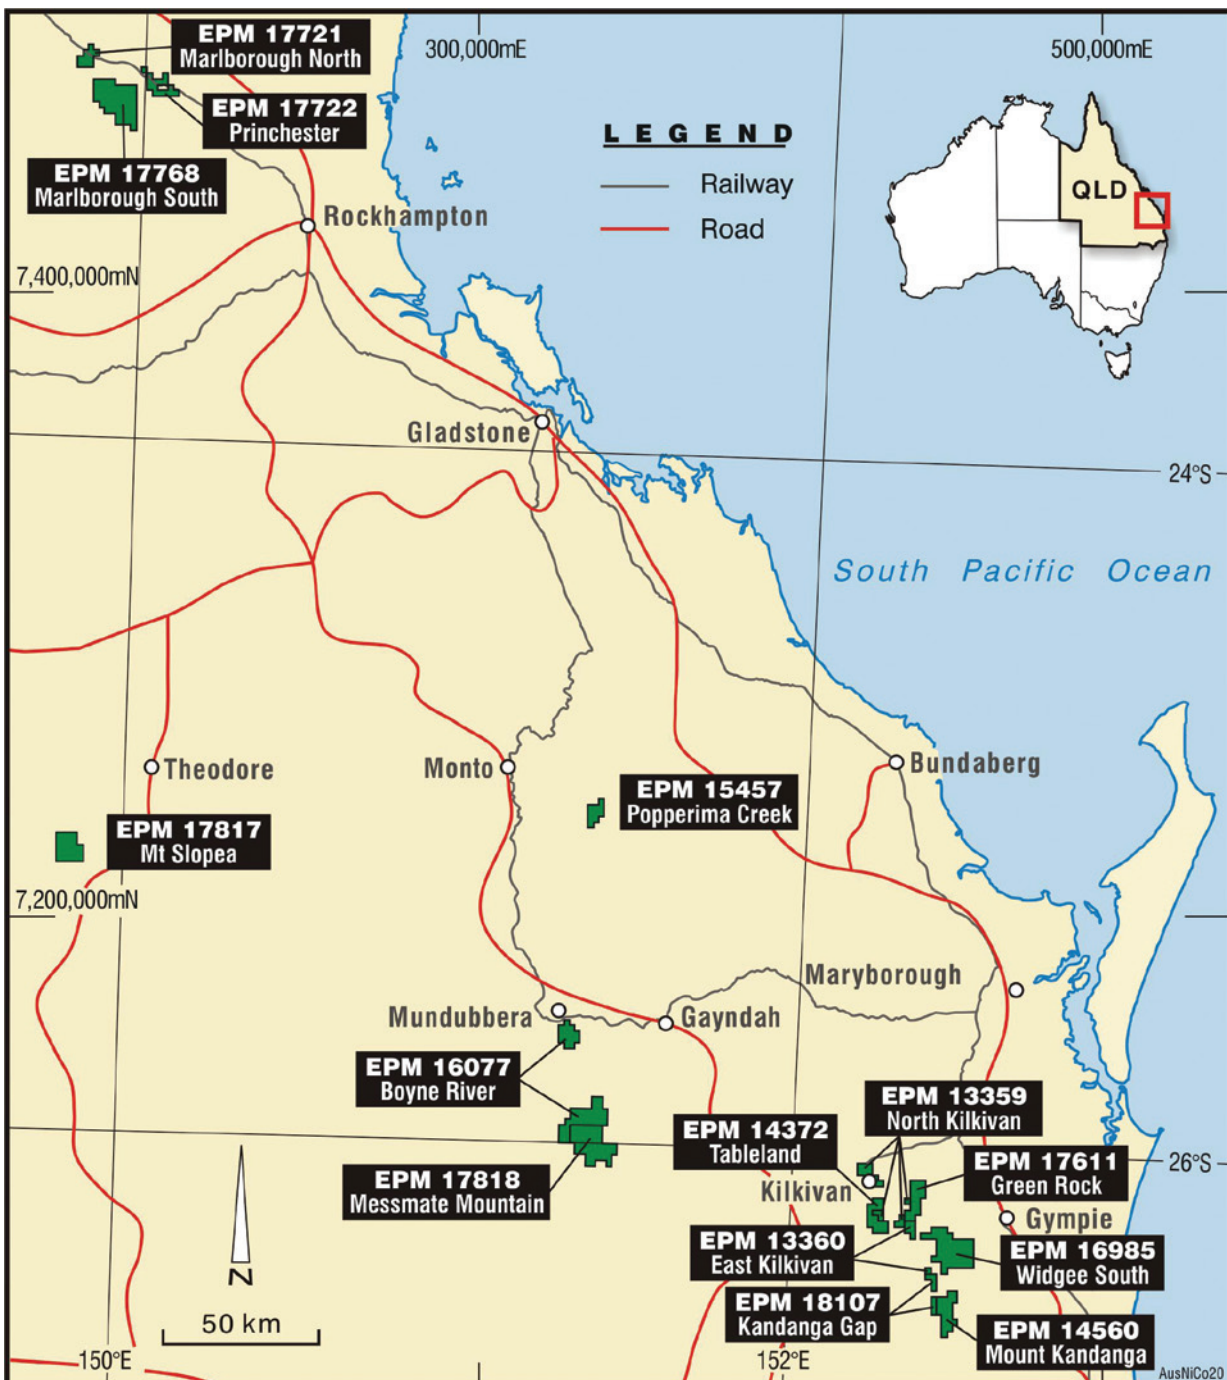 EPM 17721
Marlborough North
300,000mE
500,000mE
EPM 17722
Princhester
LEGEND
EPM 17768
Marlborough South
Railway
QLD
Rockhampton
Road
7,400,000mN
Gladstone
24°S
South Pacific Ocean
Theodore
Monto
Bundaberg
EPM 15457
Popperima Creek
EPM 17817
Mt Slopea
7,200,000mN
Maryborough
Mundubbera
Gayndah
EPM 16077
Boyne River
EPM 13359
North Kilkivan
EPM 14372
Tableland
EPM 17611
Green Rock
26°S
EPM 17818
Messmate Mountain
Kilkivan
Gympie
EPM 13360
East Kilkivan
EPM 16985
Widgee South
N
EPM 18107
Kandanga Gap
50 km
EPM 14560
Mount Kandanga
150°E
152°E
AusNiCo20